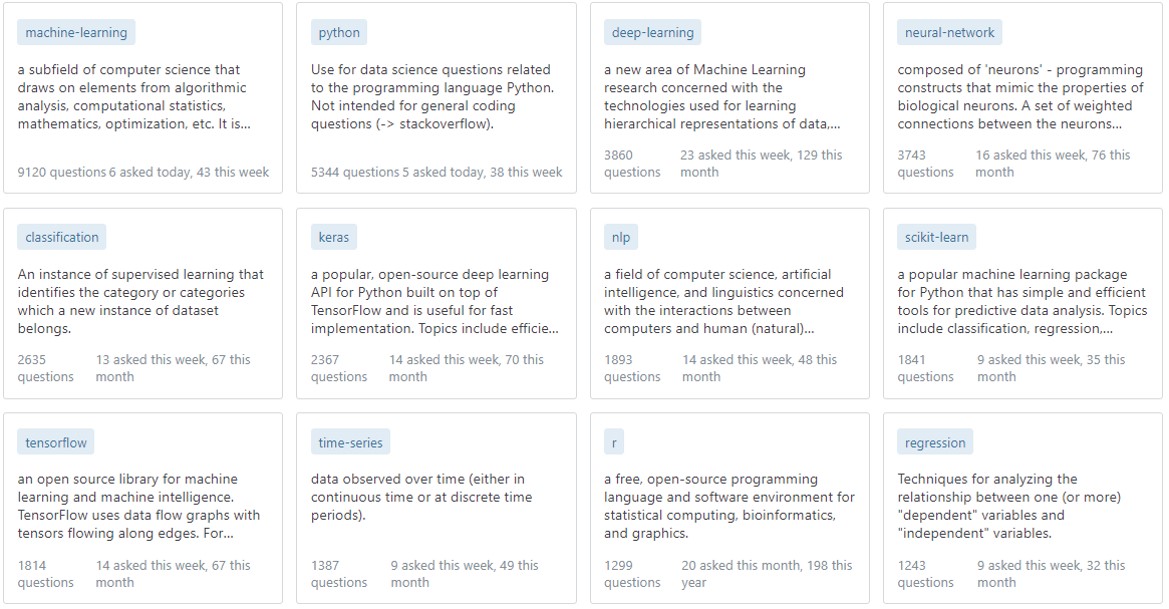 machine-learning
a subfield of computer science that
draws on elements from algorithmic
analysis, computational statistics,
mathematics, optimization, etc. It is...
9120 questions 6 asked today, 43 this week
python
Use for data science questions related
to the programming language Python.
Not intended for general coding
questions (-> stackoverflow).
5344 questions 5 asked today, 38 this week
deep-learning
a new area of Machine Learning
research concerned with the
technologies used for learning
hierarchical representations of data,...
3860 questions
23 asked this week, 129 this month
neural-network
composed of 'neurons' - programming
constructs that mimic the properties of
biological neurons. A set of weighted
connections between the neurons...
3743 questions
16 asked this week, 76 this month
classification
An instance of supervised learning that
identifies the category or categories
which a new instance of dataset
belongs.
2635 questions
13 asked this week, 67 this month
keras
a popular, open-source deep learning
API for Python built on top of
TensorFlow and is useful for fast
implementation. Topics include efficie...
2367 questions
14 asked this week, 70 this month
nlp
a field of computer science, artificial
intelligence, and linguistics concerned
with the interactions between
computers and human (natural)...
1893 questions
14 asked this week, 48 this month
scikit-learn
a popular machine learning package
for Python that has simple and efficient
tools for predictive data analysis. Topics
include classification, regression,...
1841 questions
9 asked this week, 35 this month
tensorflow
an open source library for machine
learning and machine intelligence.
TensorFlow uses data flow graphs with
tensors flowing along edges. For...
1814 questions
14 asked this week, 67 this month
time-series
data observed over time (either in
continuous time or at discrete time
periods).
1387 questions
9 asked this week, 49 this month
r
a free, open-source programming
language and software environment for
statistical computing, bioinformatics,
and graphics.
1299 questions
20 asked this month, 198 this year
regression
Techniques for analyzing the
relationship between one (or more)
"dependent" variables and
"independent" variables.
1243 questions
9 asked this week, 32 this month